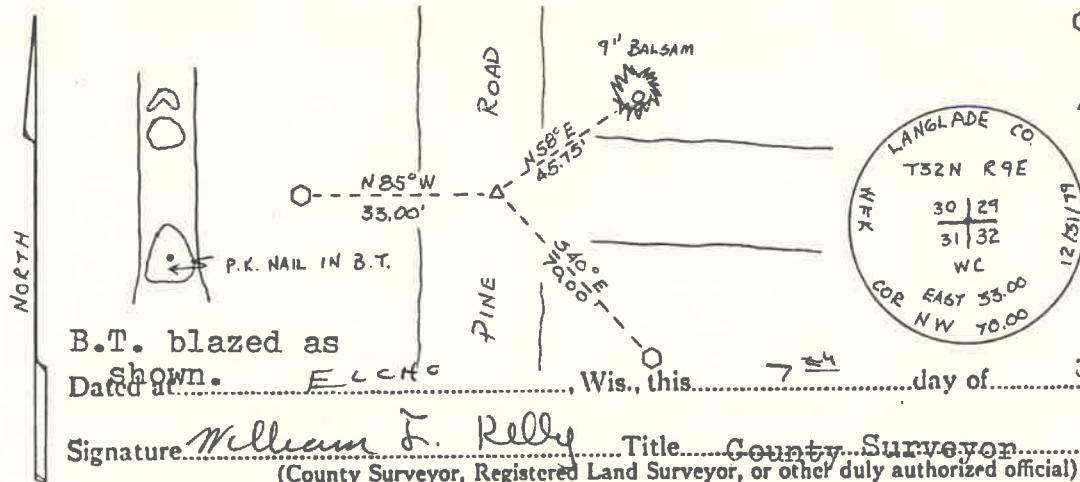 NORTH
P.K. NAIL IN B.T.
ROAD
PINE
9" BALSAM
N 58° E
45.75'
N 85° W
33.00'
S 40° E
70.00'
LANGLADE CO.
WFK
12/31/79
T32N R9E
30 | 29
31 | 32
WC
COR EAST 33.00
NW 70.00
B.T. blazed as
shown.
Dated at ELCHO, Wis., this 7th day of
Signature William F. Kelly Title County Surveyor
(County Surveyor, Registered Land Surveyor, or other duly authorized official)